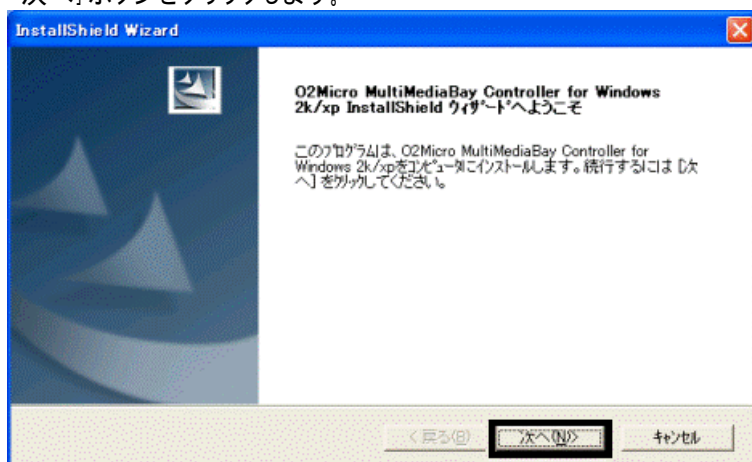 次へ]ボタンをクリックします。
InstallShield Wizard
O2Micro MultiMediaBay Controller for Windows
2k/xp InstallShield ウィザードへようこそ
このプログラムは、O2Micro MultiMediaBay Controller for
Windows 2k/xpをコンピュータにインストールします。続行するには [次
へ] をクリックしてください。
< 戻る(B)
次へ(N)>
キャンセル